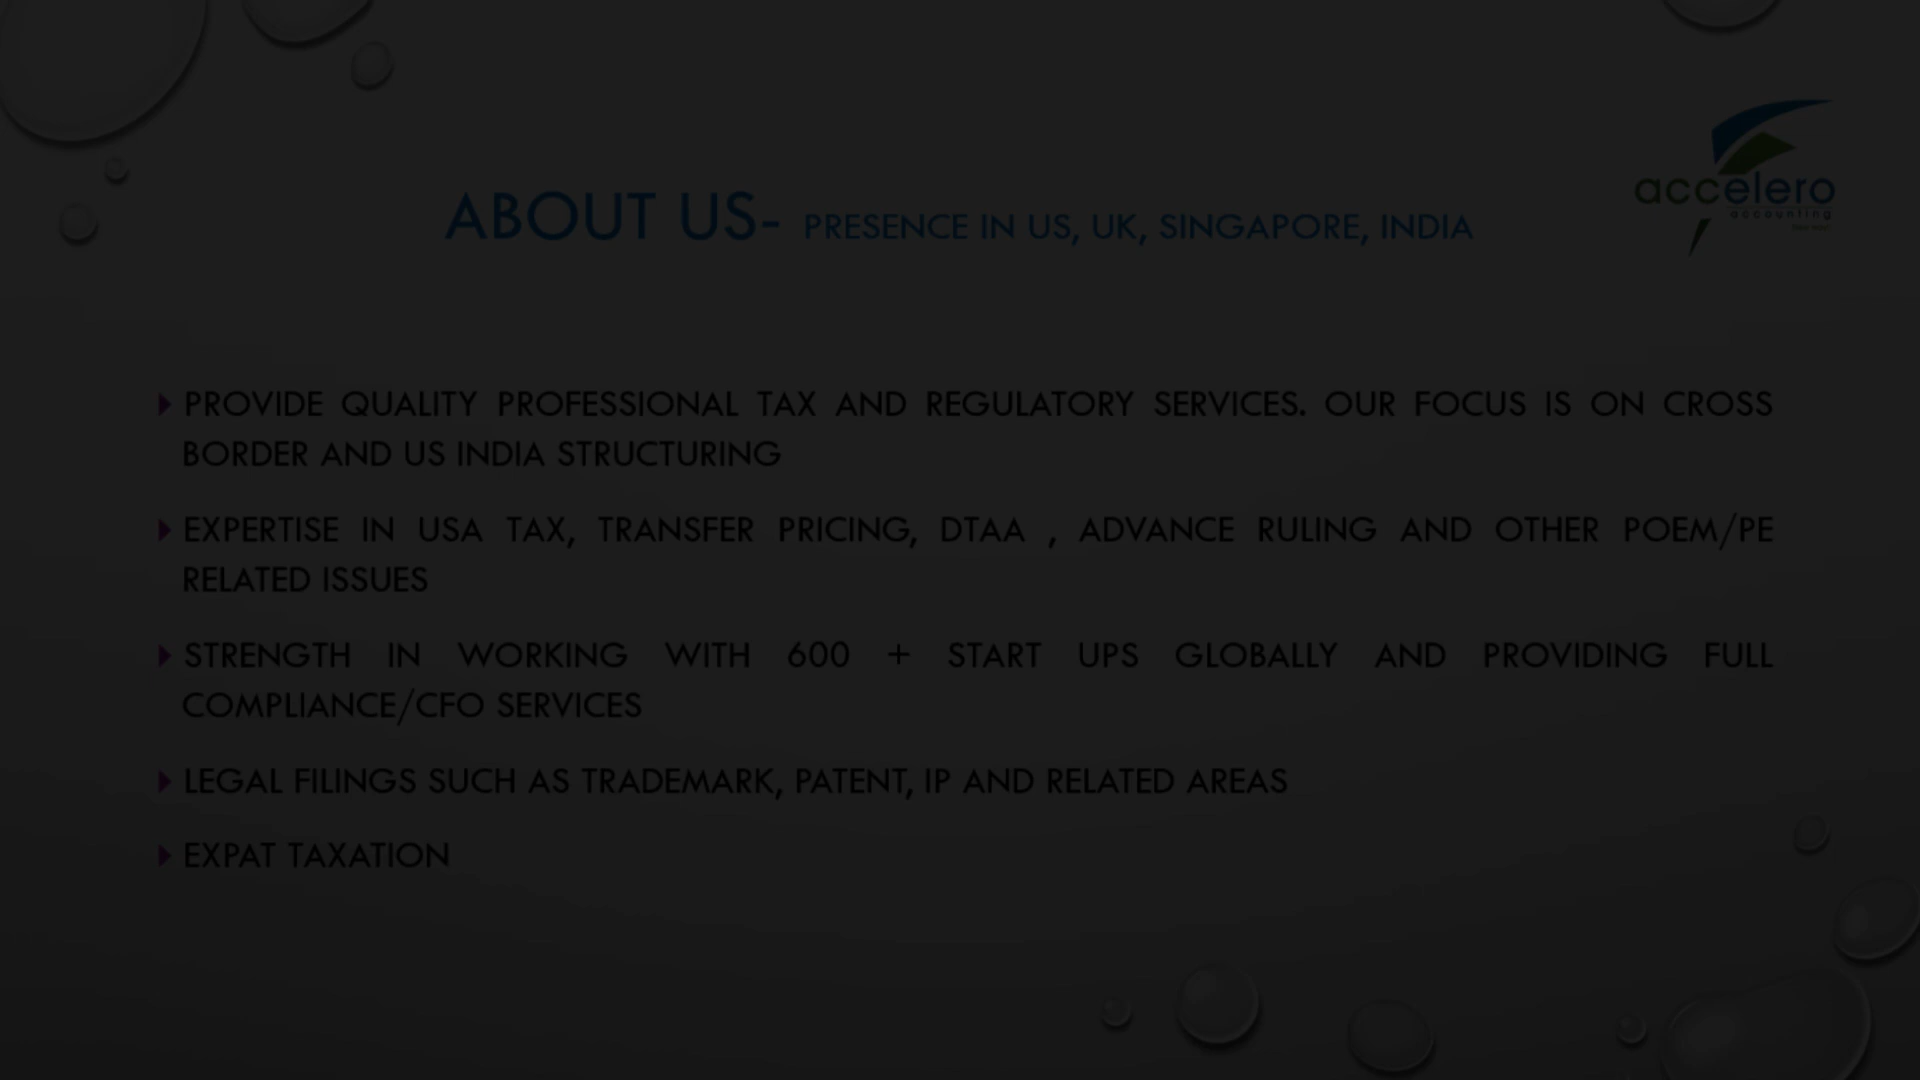 accelero
accounting
ABOUT US- PRESENCE IN US, UK, SINGAPORE, INDIA
PROVIDE QUALITY PROFESSIONAL TAX AND REGULATORY SERVICES. OUR FOCUS IS ON CROSS
BORDER AND US INDIA STRUCTURING
EXPERTISE IN USA TAX, TRANSFER PRICING, DTAA , ADVANCE RULING AND OTHER POEM/PE
RELATED ISSUES
STRENGTH IN WORKING WITH 600 + START UPS GLOBALLY AND PROVIDING FULL
COMPLIANCE/CFO SERVICES
LEGAL FILINGS SUCH AS TRADEMARK, PATENT, IP AND RELATED AREAS
EXPAT TAXATION